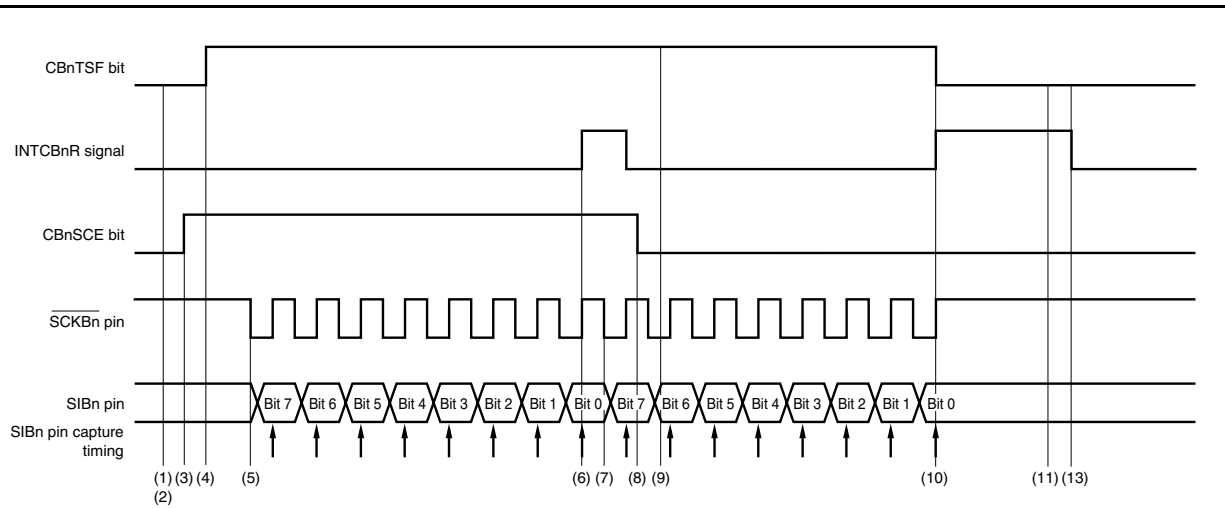 CBnTSF bit
INTCBnR signal
CBnSCE bit
SCKBn pin
SIBn pin
Bit 7 Bit 6 Bit 5 Bit 4 Bit 3 Bit 2 Bit 1 Bit 0 Bit 7 Bit 6 Bit 5 Bit 4 Bit 3 Bit 2 Bit 1 Bit 0
SIBn pin capture
timing
(1) (3) (4) (5) (6) (7) (8) (9) (10) (11) (13)
(2)